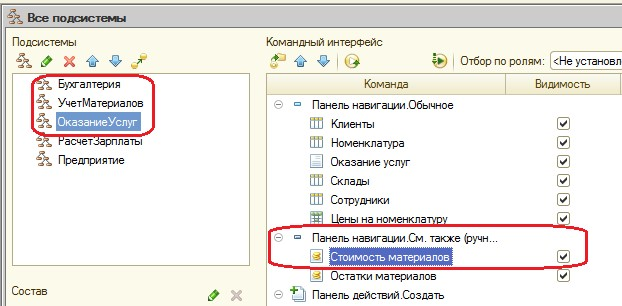 Все подсистемы
Подсистемы
Бухгалтерия
УчетМатериалов
ОказаниеУслуг
РасчетЗарплаты
Предприятие
Состав
Командный интерфейс
Отбор по ролям: <Не установл
Команда Видимость
Панель навигации.Обычное
Клиенты
Номенклатура
Оказание услуг
Склады
Сотрудники
Цены на номенклатуру
Панель навигации.См. также (ручн...
Стоимость материалов
Остатки материалов
Панель действий.Создать